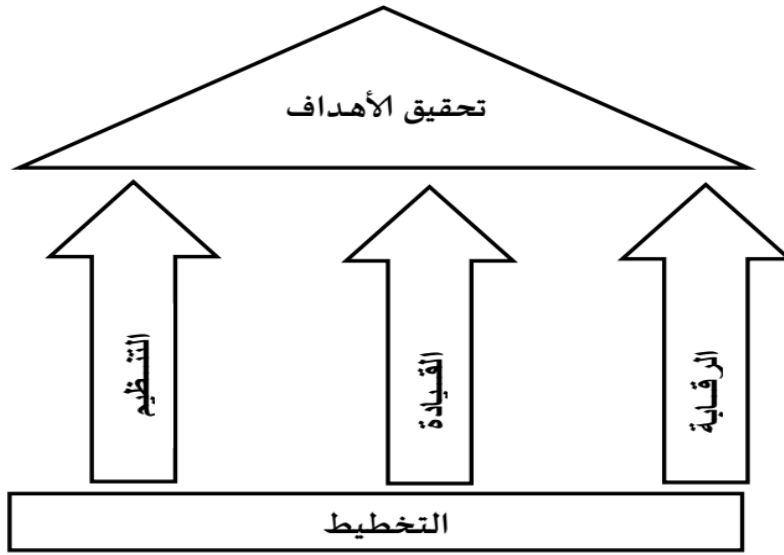 تحقيق الأهداف
الرقابة
القيادة
التنظيم
التخطيط